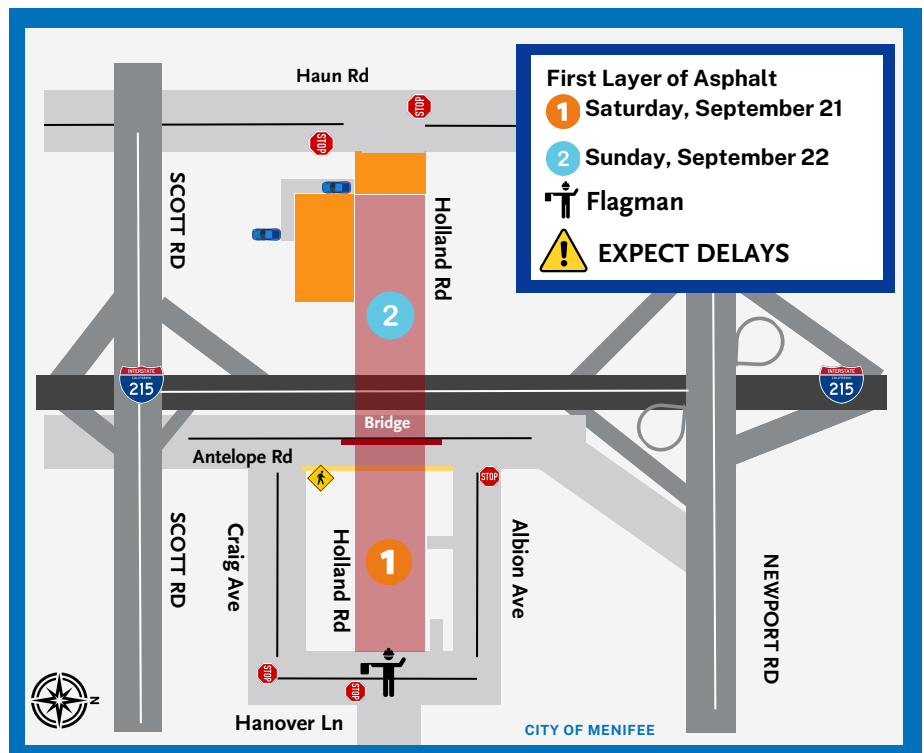 Haun Rd
STOP
STOP
First Layer of Asphalt
1 Saturday, September 21
2 Sunday, September 22
Flagman
! EXPECT DELAYS
SCOTT RD
Holland Rd
2
INTERSTATE
CALIFORNIA
215
INTERSTATE
CALIFORNIA
215
Bridge
Antelope Rd
STOP
SCOTT RD
Craig Ave
Holland Rd
1
Albion Ave
NEWPORT RD
STOP
STOP
N
Hanover Ln
CITY OF MENIFEE